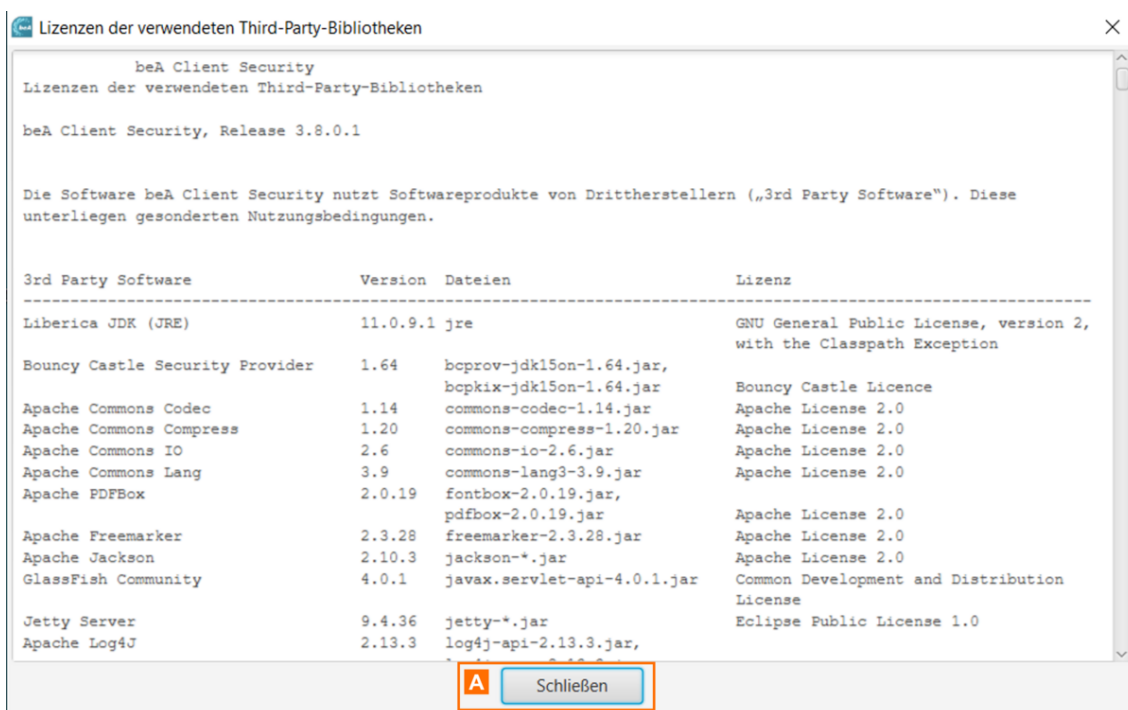 beA Lizenzen der verwendeten Third-Party-Bibliotheken
beA Client Security
Lizenzen der verwendeten Third-Party-Bibliotheken
beA Client Security, Release 3.8.0.1
Die Software beA Client Security nutzt Softwareprodukte von Drittherstellern („3rd Party Software“). Diese
unterliegen gesonderten Nutzungsbedingungen.
3rd Party Software Version Dateien Lizenz
Liberica JDK (JRE) 11.0.9.1 jre GNU General Public License, version 2,
with the Classpath Exception
Bouncy Castle Security Provider 1.64 bcprov-jdk15on-1.64.jar,
bcpkix-jdk15on-1.64.jar Bouncy Castle Licence
Apache Commons Codec 1.14 commons-codec-1.14.jar Apache License 2.0
Apache Commons Compress 1.20 commons-compress-1.20.jar Apache License 2.0
Apache Commons IO 2.6 commons-io-2.6.jar Apache License 2.0
Apache Commons Lang 3.9 commons-lang3-3.9.jar Apache License 2.0
Apache PDFBox 2.0.19 fontbox-2.0.19.jar,
pdfbox-2.0.19.jar Apache License 2.0
Apache Freemarker 2.3.28 freemarker-2.3.28.jar Apache License 2.0
Apache Jackson 2.10.3 jackson-*.jar Apache License 2.0
GlassFish Community 4.0.1 javax.servlet-api-4.0.1.jar Common Development and Distribution
License
Jetty Server 9.4.36 jetty-*.jar Eclipse Public License 1.0
Apache Log4J 2.13.3 log4j-api-2.13.3.jar,
A Schließen